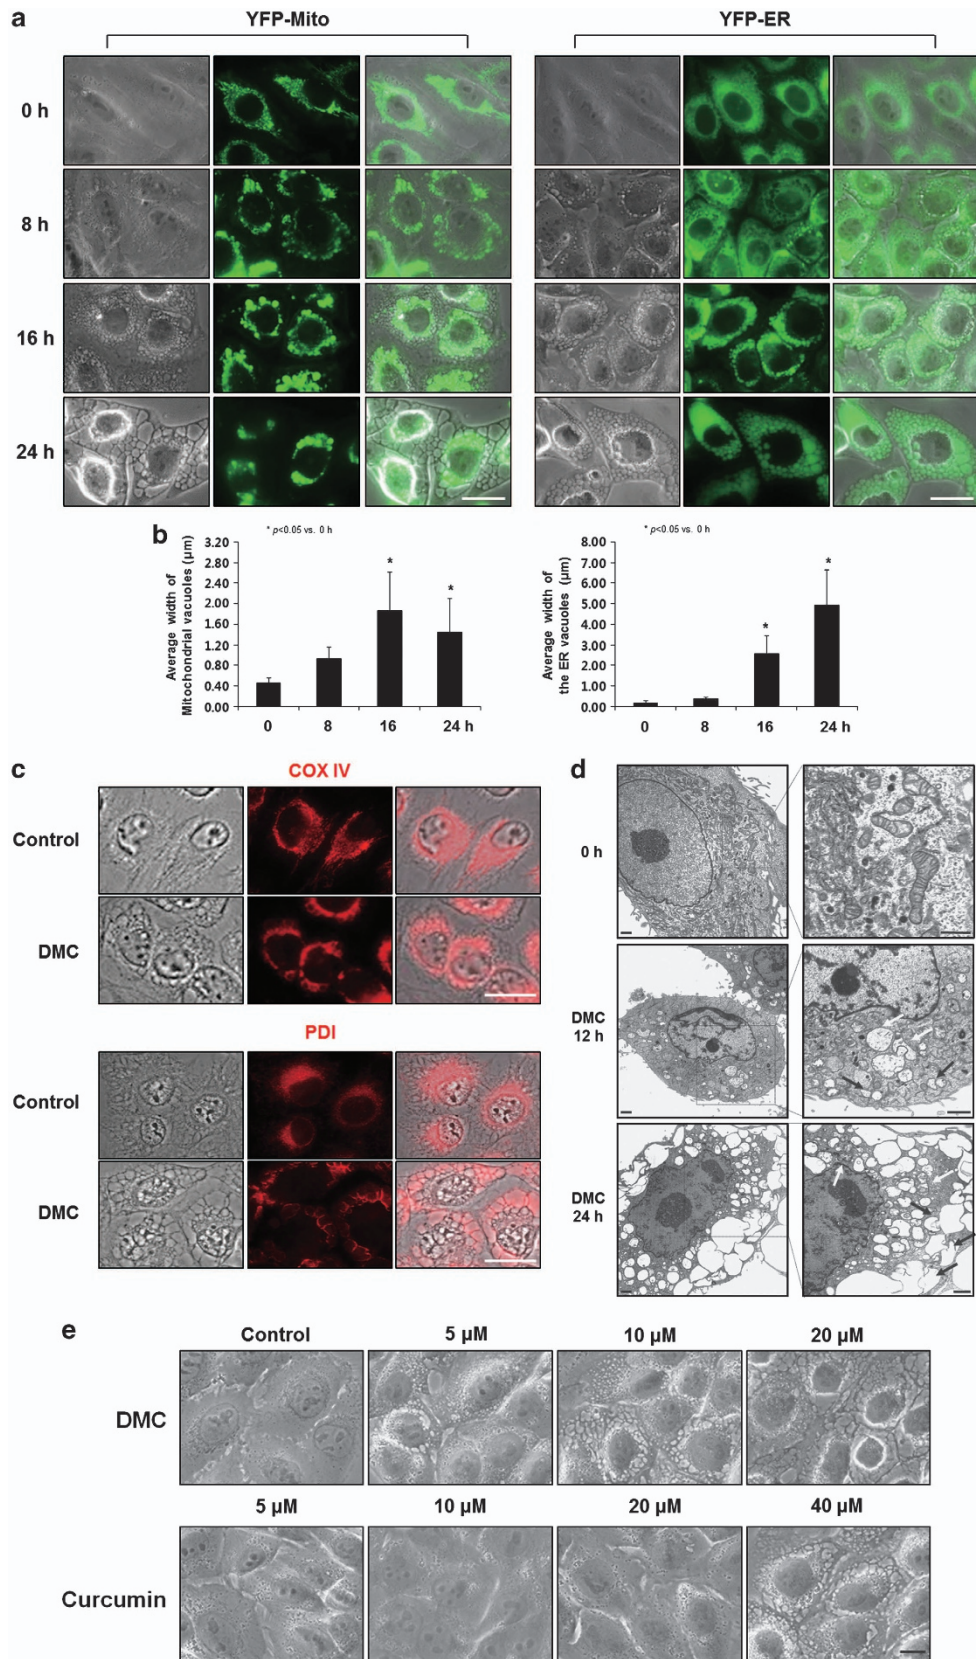 a
YFP-Mito
YFP-ER
0 h
8 h
16 h
24 h
b
* p<0.05 vs. 0 h
Average width of
Mitochondrial vacuoles (µm)
3.20
2.80
2.40
2.00
1.60
1.20
0.80
0.40
0.00
*
*
0 8 16 24 h
* p<0.05 vs. 0 h
Average width of
the ER vacuoles (µm)
8.00
7.00
6.00
5.00
4.00
3.00
2.00
1.00
0.00
*
*
0 8 16 24 h
c
COX IV
Control
DMC
PDI
Control
DMC
d
0 h
DMC
12 h
DMC
24 h
e
Control 5 µM 10 µM 20 µM
DMC
5 µM 10 µM 20 µM 40 µM
Curcumin